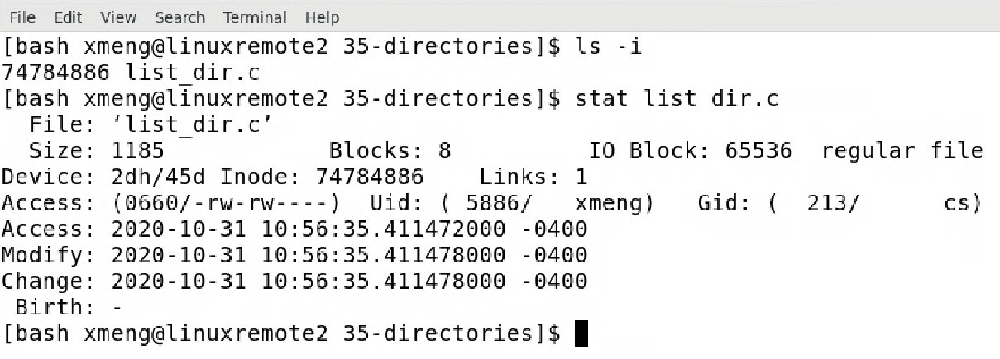 File Edit View Search Terminal Help
[bash xmeng@linuxremote2 35-directories]$ ls -i
74784886 list_dir.c
[bash xmeng@linuxremote2 35-directories]$ stat list_dir.c
  File: ‘list_dir.c’
  Size: 1185            Blocks: 8          IO Block: 65536  regular file
Device: 2dh/45d Inode: 74784886    Links: 1
Access: (0660/-rw-rw----)  Uid: ( 5886/   xmeng)   Gid: (  213/      cs)
Access: 2020-10-31 10:56:35.411472000 -0400
Modify: 2020-10-31 10:56:35.411478000 -0400
Change: 2020-10-31 10:56:35.411478000 -0400
 Birth: -
[bash xmeng@linuxremote2 35-directories]$